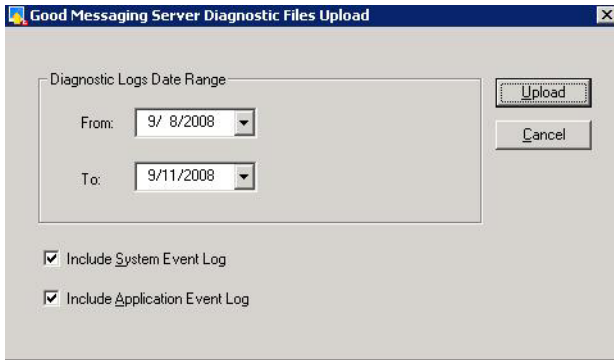 Good Messaging Server Diagnostic Files Upload
Diagnostic Logs Date Range
From: 9/ 8/2008
To: 9/11/2008
Upload
Cancel
Include System Event Log
Include Application Event Log